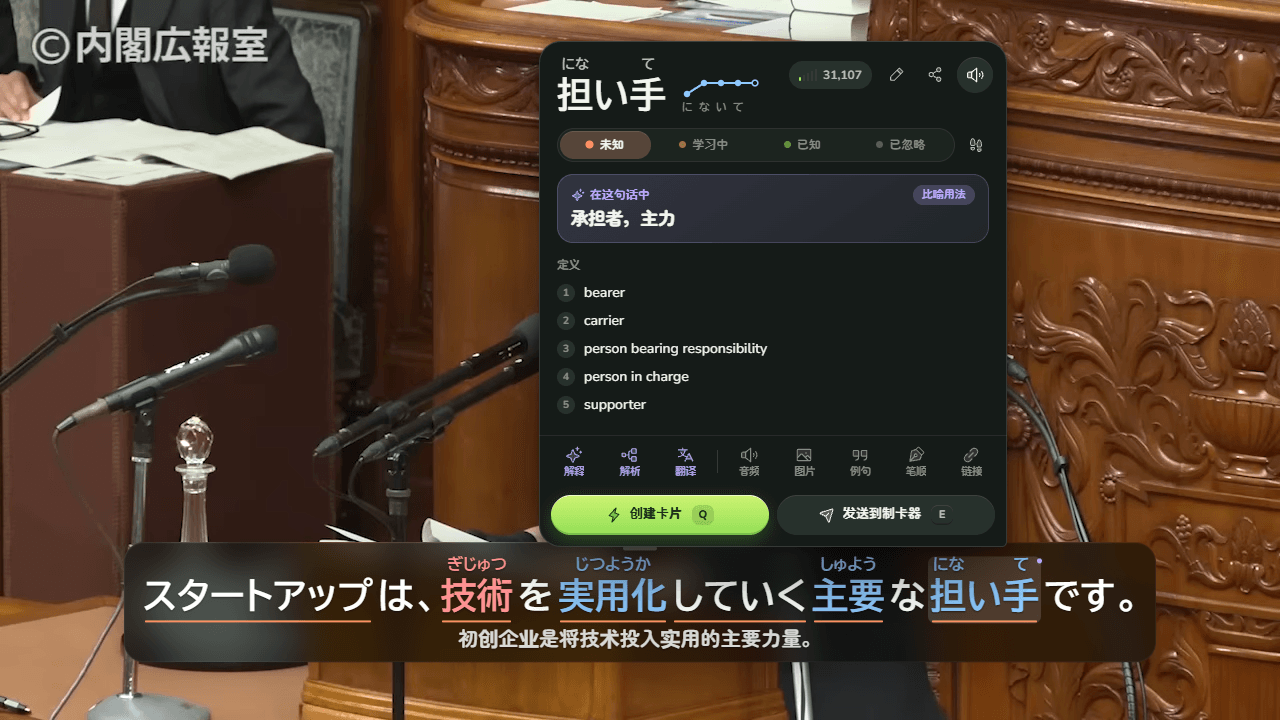 ©内閣広報室
にな て
担い手
にないて
31,107
未知 学习中 已知 已忽略
在这句话中 比喻用法
承担者，主力
定义
1 bearer
2 carrier
3 person bearing responsibility
4 person in charge
5 supporter
解释 解析 翻译 音频 图片 例句 笔顺 链接
创建卡片 Q 发送到制卡器 E
ぎじゅつ じつようか しゅよう にな て
スタートアップは、技術を実用化していく主要な担い手です。
初创企业是将技术投入实用的主要力量。